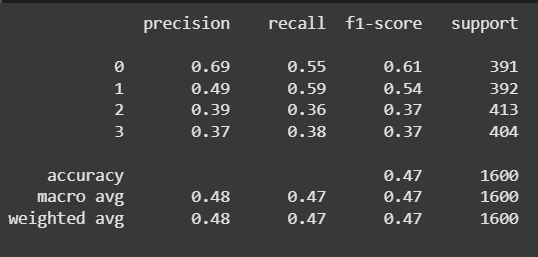 precision recall f1-score support
0 0.69 0.55 0.61 391
1 0.49 0.59 0.54 392
2 0.39 0.36 0.37 413
3 0.37 0.38 0.37 404
accuracy 0.47 1600
macro avg 0.48 0.47 0.47 1600
weighted avg 0.48 0.47 0.47 1600